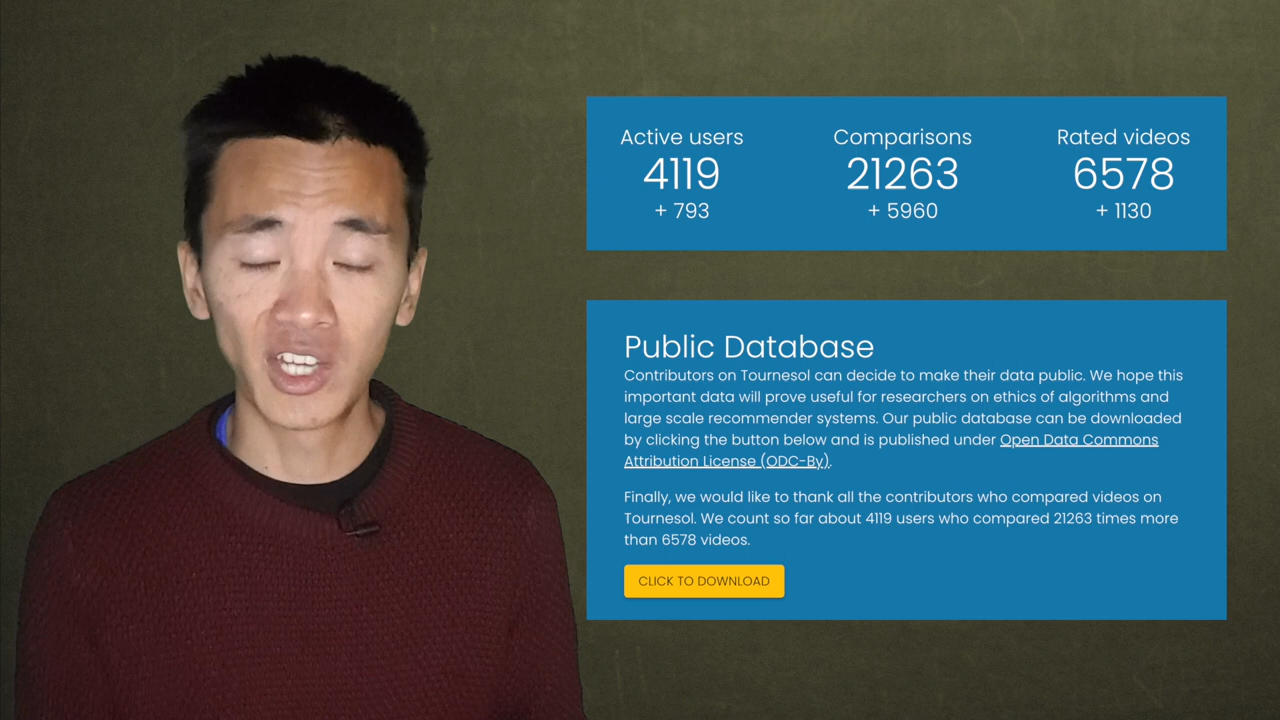 Active users
Comparisons
Rated videos
4119
21263
6578
+ 793
+ 5960
+ 1130
Public Database
Contributors on Tournesol can decide to make their data public. We hope this
important data will prove useful for researchers on ethics of algorithms and
large scale recommender systems. Our public database can be downloaded
by clicking the button below and is published under Open Data Commons
Attribution License (ODC-By).
Finally, we would like to thank all the contributors who compared videos on
Tournesol. We count so far about 4119 users who compared 21263 times more
than 6578 videos.
CLICK TO DOWNLOAD